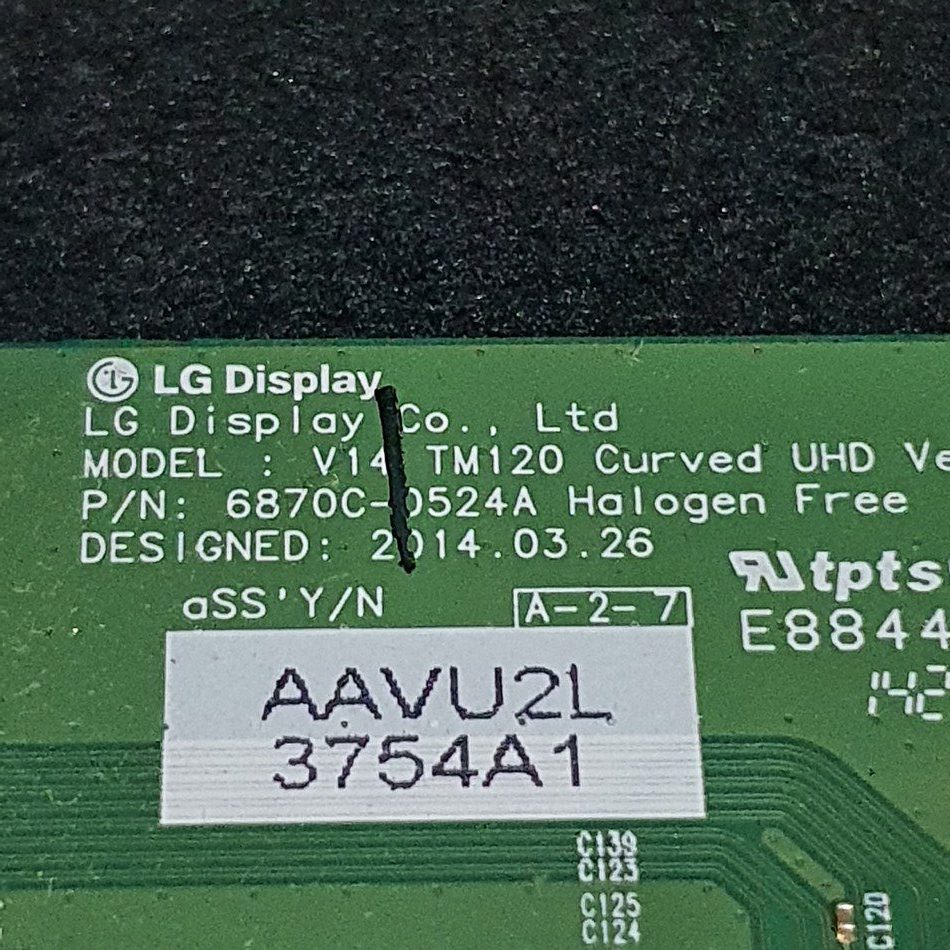 LG Display
LG Display Co., Ltd
MODEL : V14 TM120 Curved UHD Ve
P/N: 6870C-0524A Halogen Free
DESIGNED: 2014.03.26
tpts
aSS'Y/N
A-2-7
E8844
AAVU2L
3754A1
C139
C123
C125
C124
C120